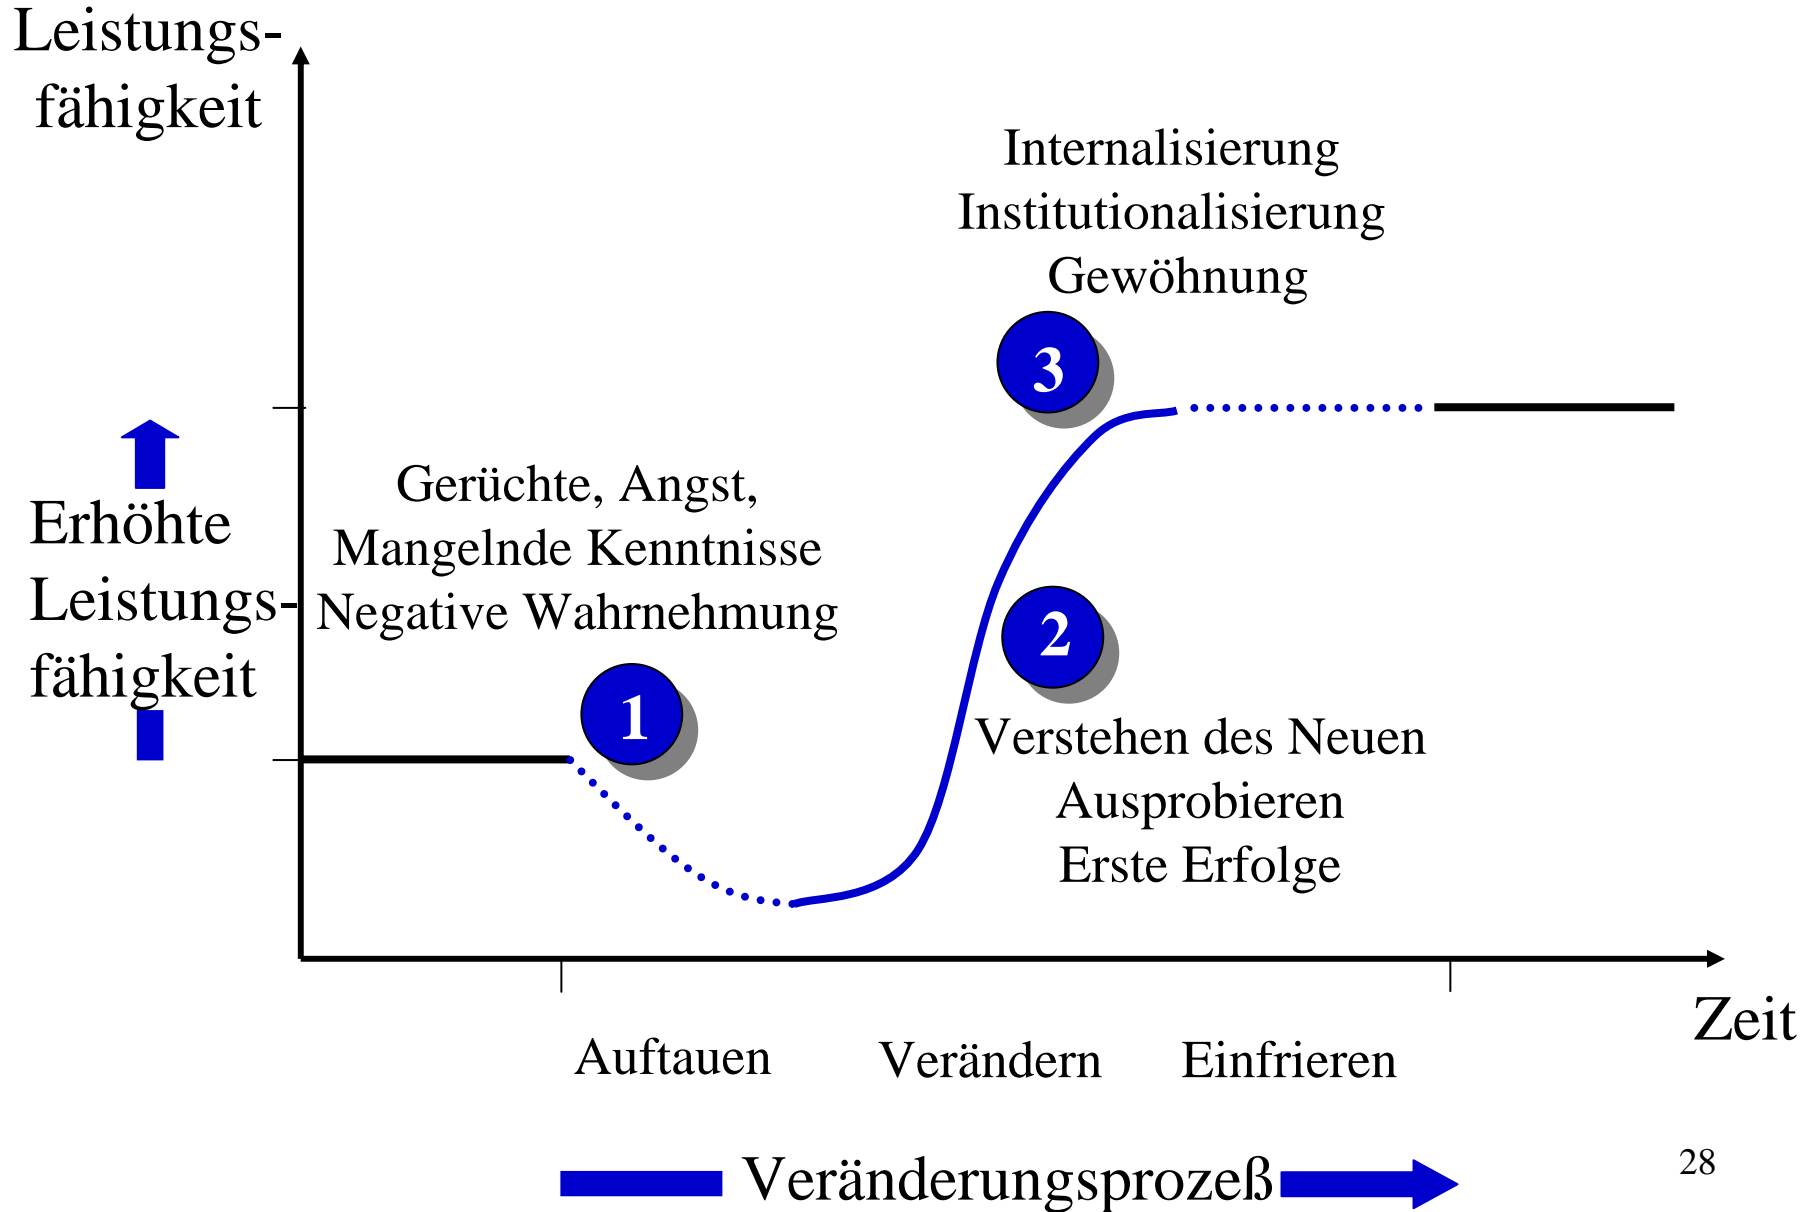 Leistungs-
fähigkeit
Internalisierung
Institutionalisierung
Gewöhnung
3
Gerüchte, Angst,
Mangelnde Kenntnisse
Negative Wahrnehmung
Erhöhte
Leistungs-
fähigkeit
1
2
Verstehen des Neuen
Ausprobieren
Erste Erfolge
Zeit
Auftauen Verändern Einfrieren
Veränderungsprozeß
28